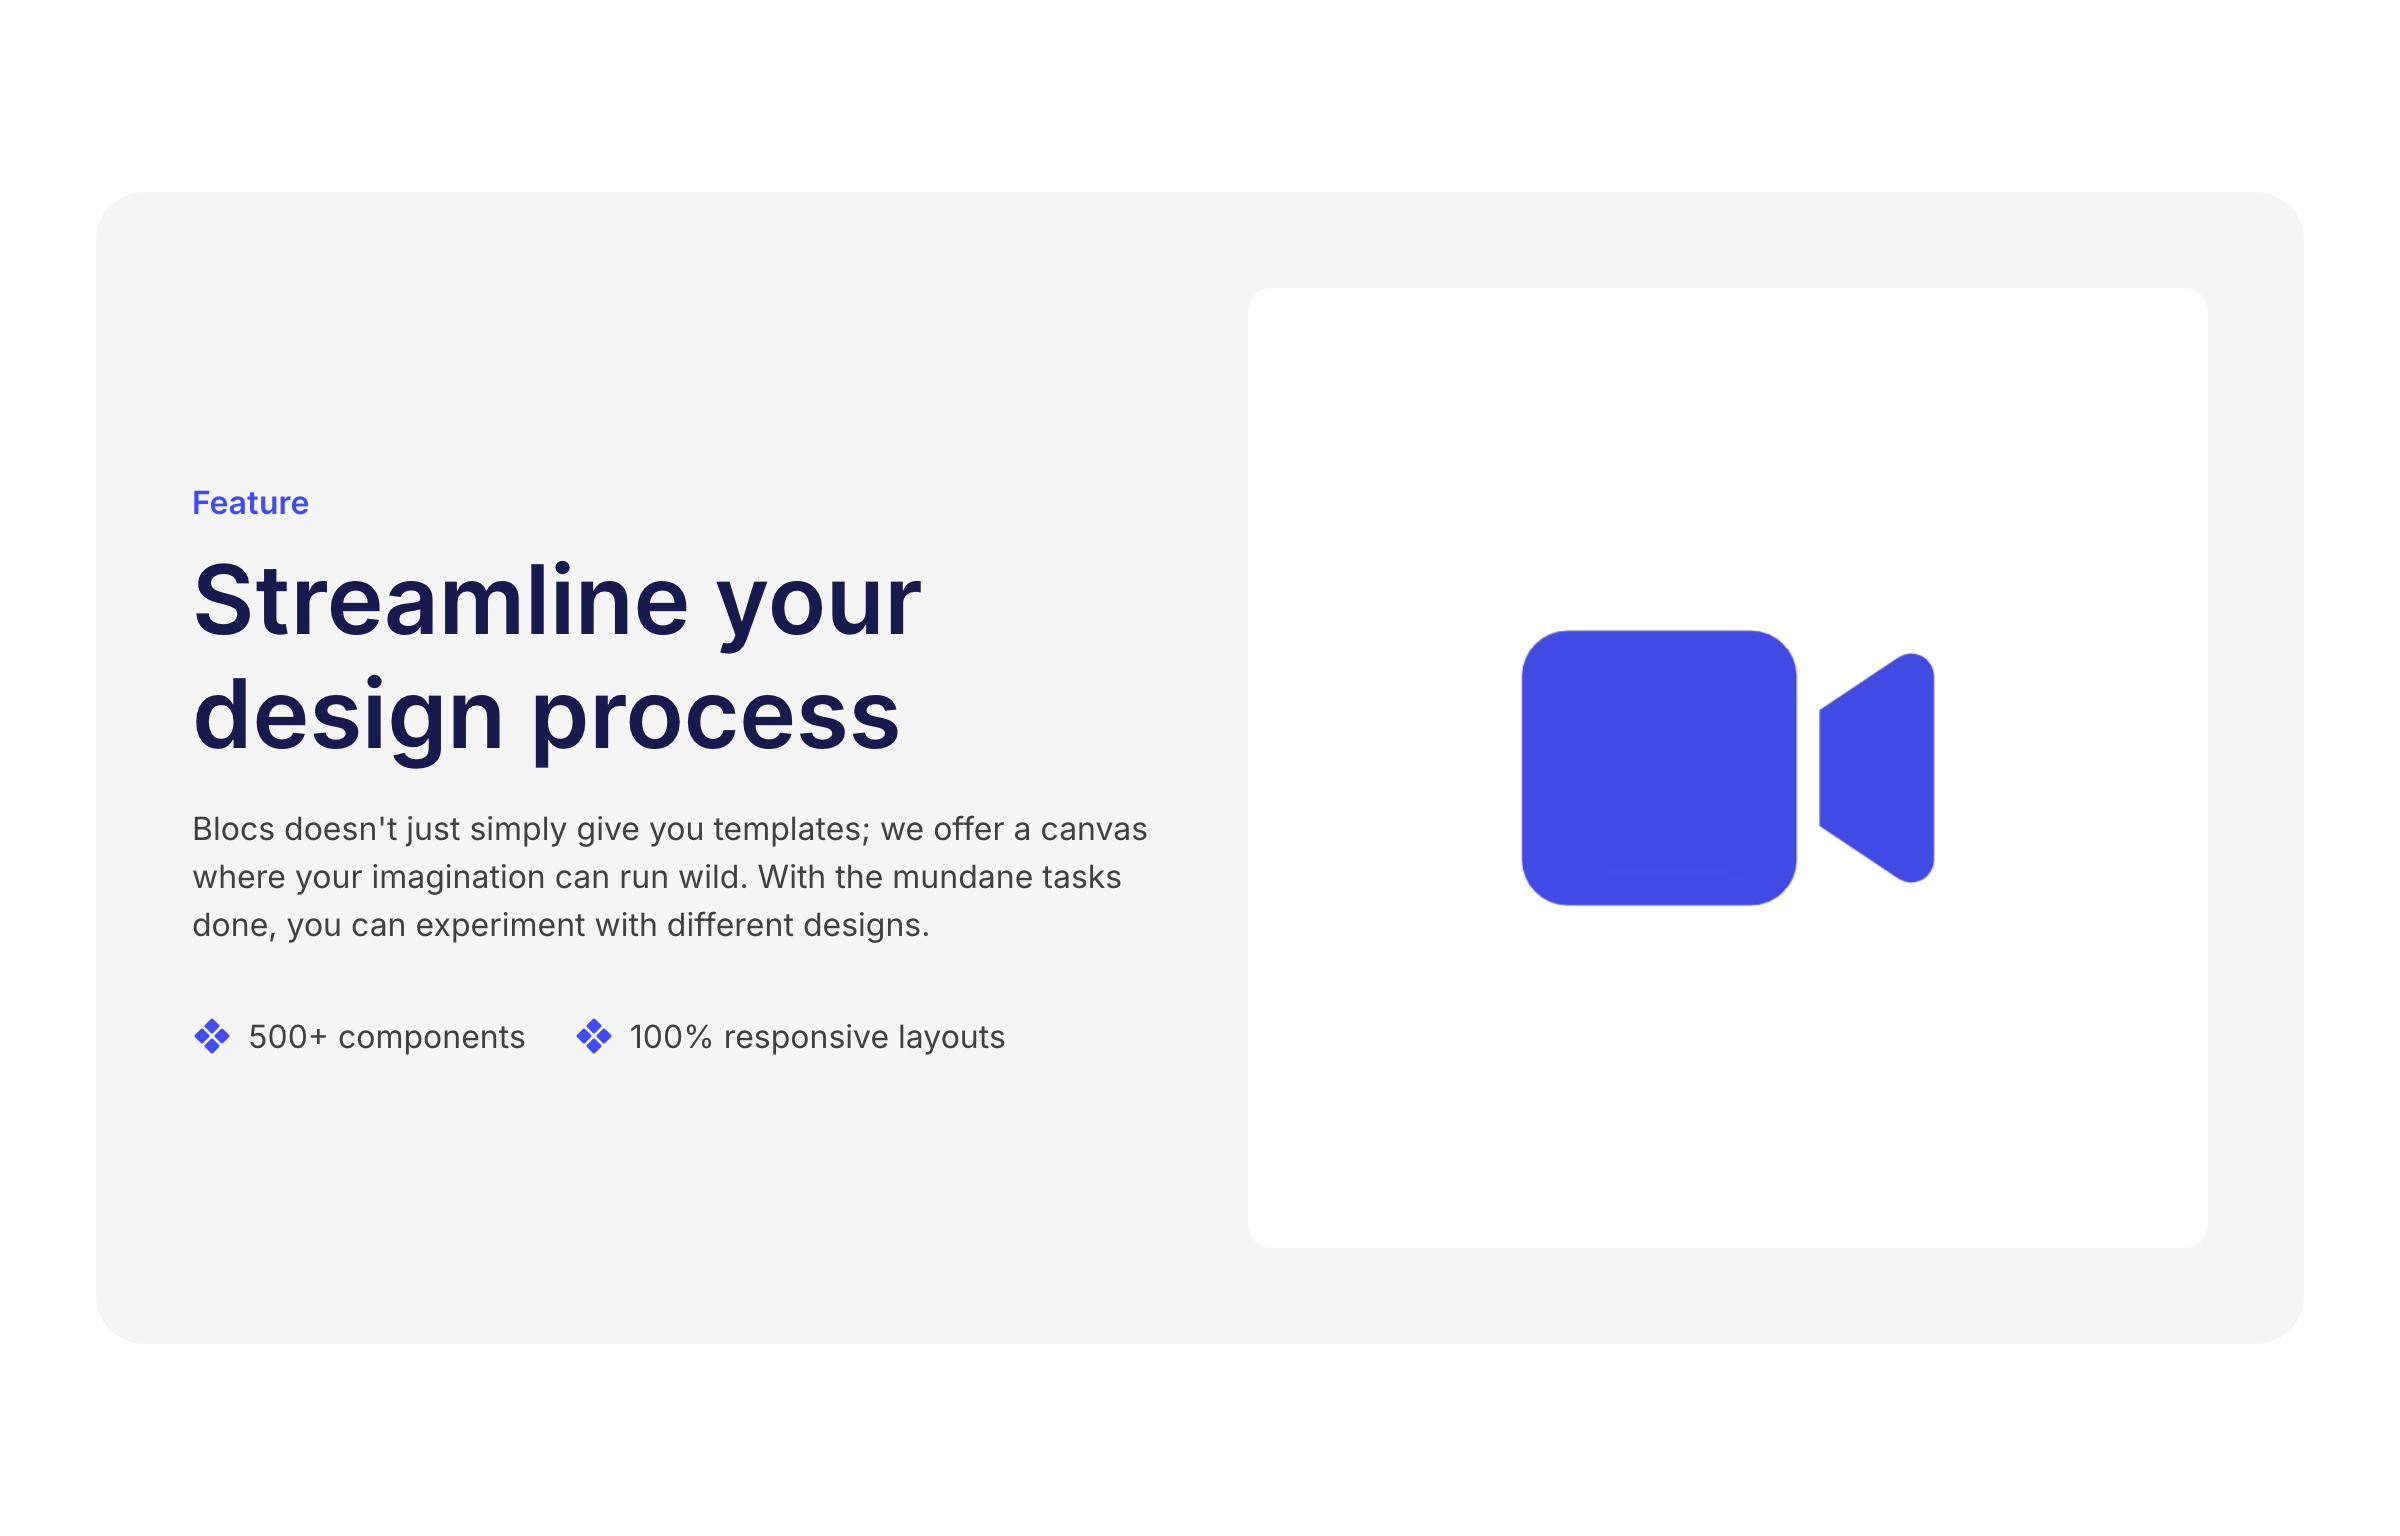 Feature
Streamline your
design process
Blocs doesn't just simply give you templates; we offer a canvas
where your imagination can run wild. With the mundane tasks
done, you can experiment with different designs.
500+ components
100% responsive layouts